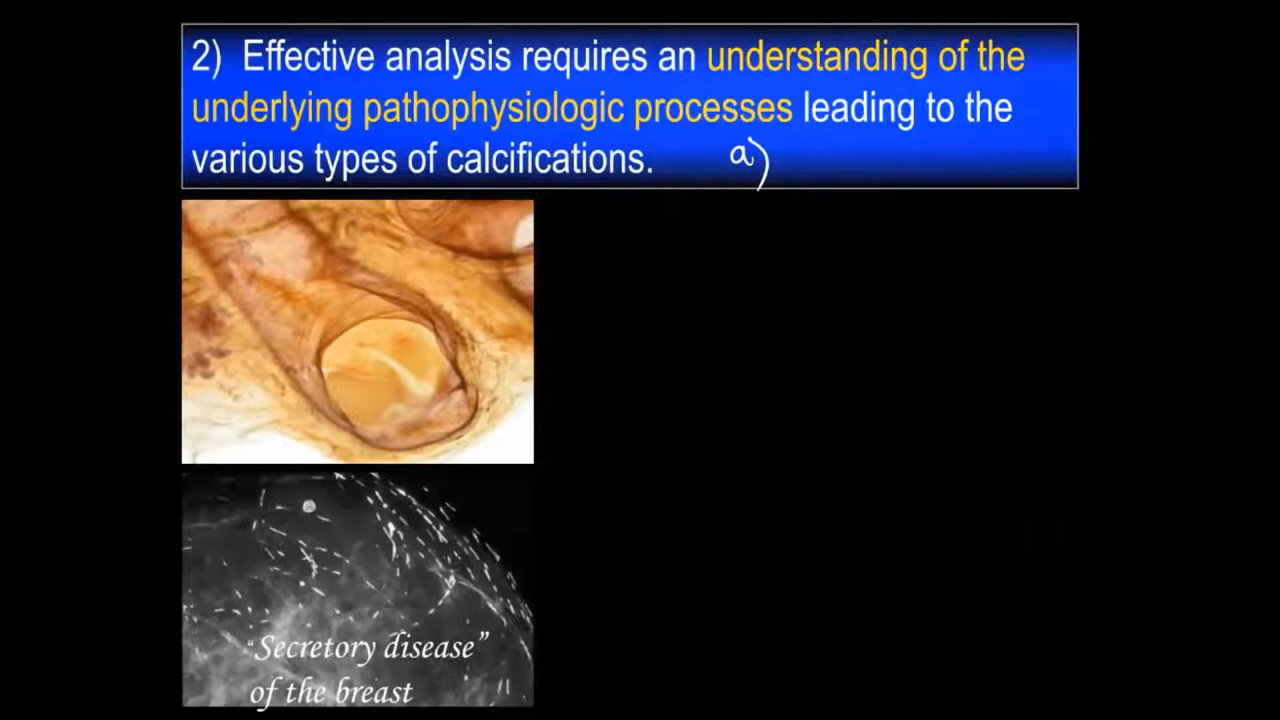 2) Effective analysis requires an understanding of the
underlying pathophysiologic processes leading to the
various types of calcifications. a)
"Secretory disease"
of the breast